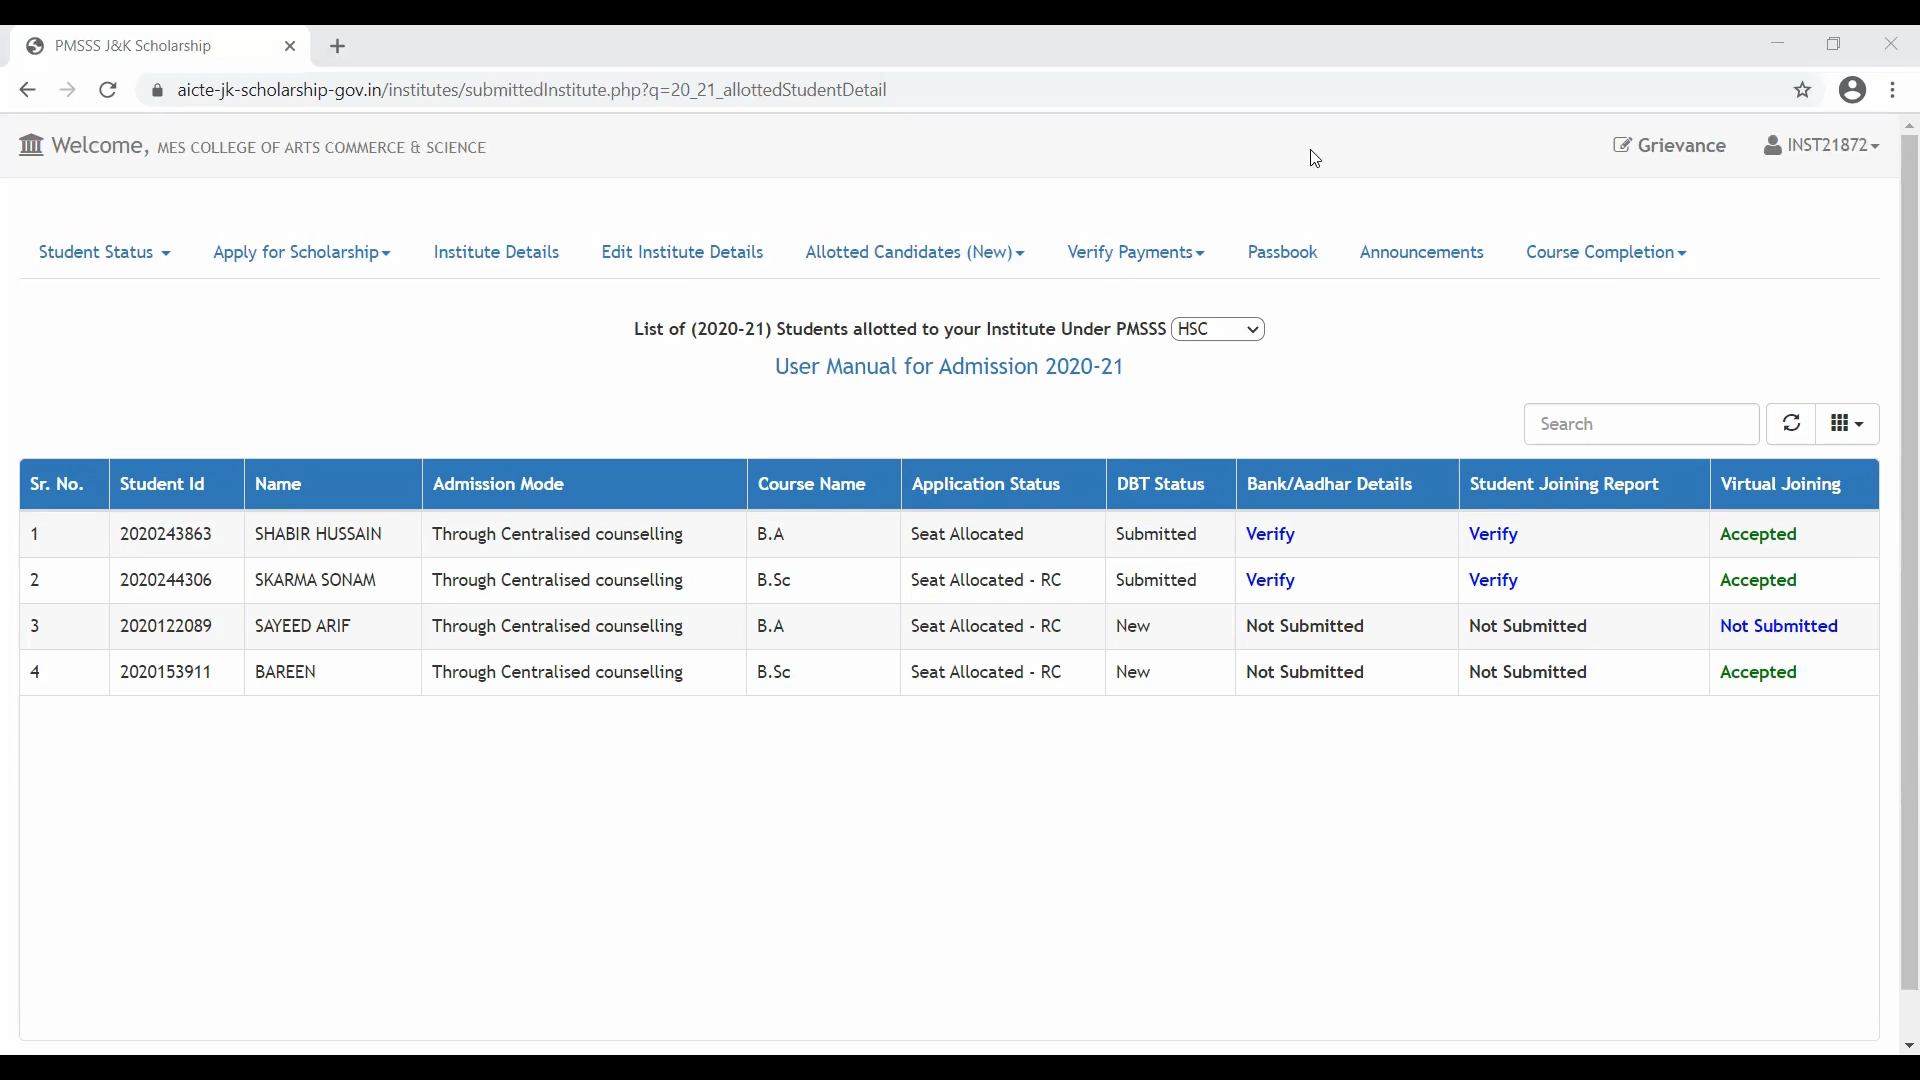 PMSSS J&K Scholarship
aicte-jk-scholarship-gov.in/institutes/submittedInstitute.php?q=20_21_allottedStudentDetail
Welcome, MES COLLEGE OF ARTS COMMERCE & SCIENCE Grievance INST21872
Student Status Apply for Scholarship Institute Details Edit Institute Details Allotted Candidates (New) Verify Payments Passbook Announcements Course Completion
List of (2020-21) Students allotted to your Institute Under PMSSS HSC
User Manual for Admission 2020-21
Search
Sr. No. Student Id Name Admission Mode Course Name Application Status DBT Status Bank/Aadhar Details Student Joining Report Virtual Joining
1 2020243863 SHABIR HUSSAIN Through Centralised counselling B.A Seat Allocated Submitted Verify Verify Accepted
2 2020244306 SKARMA SONAM Through Centralised counselling B.Sc Seat Allocated - RC Submitted Verify Verify Accepted
3 2020122089 SAYEED ARIF Through Centralised counselling B.A Seat Allocated - RC New Not Submitted Not Submitted Not Submitted
4 2020153911 BAREEN Through Centralised counselling B.Sc Seat Allocated - RC New Not Submitted Not Submitted Accepted